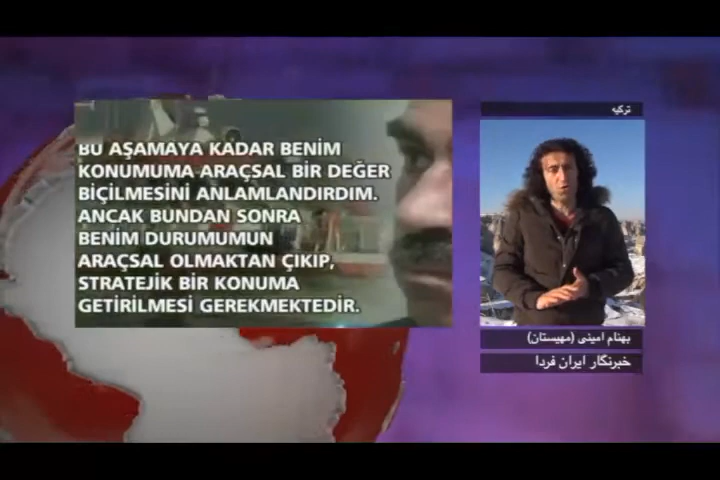 BU AŞAMAYA KADAR BENİM
KONUMUMA ARAÇSAL BİR DEĞER
BİÇİLMESİNİ ANLAMLANDIRDIM.
ANCAK BUNDAN SONRA
BENİM DURUMUMUN
ARAÇSAL OLMAKTAN ÇIKIP,
STRATEJİK BİR KONUMA
GETİRİLMESİ GEREKMEKTEDİR.
ترکیه
بهنام امینی (مهیستان)
خبرنگار ایران فردا